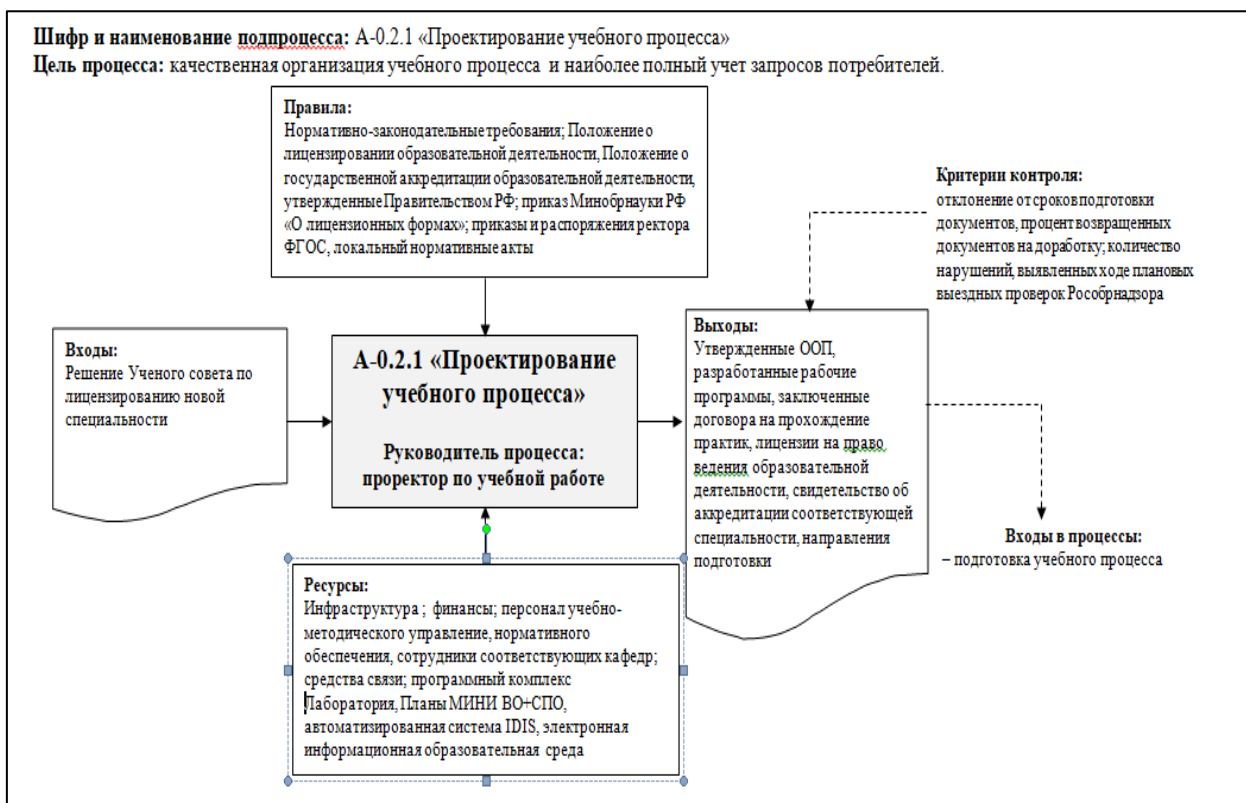 Шифр и наименование подпроцесса: А-0.2.1 «Проектирование учебного процесса»
Цель процесса: качественная организация учебного процесса и наиболее полный учет запросов потребителей.
Правила:
Нормативно-законодательные требования; Положение о
лицензировании образовательной деятельности, Положение о
государственной аккредитации образовательной деятельности,
утвержденные Правительством РФ; приказ Минобрнауки РФ
«О лицензионных формах»; приказы и распоряжения ректора
ФГОС, локальный нормативные акты
Критерии контроля:
отклонение от сроков подготовки
документов, процент возвращенных
документов на доработку; количество
нарушений, выявленных ходе плановых
выездных проверок Рособрнадзора
Входы:
Решение Ученого совета по
лицензированию новой
специальности
А-0.2.1 «Проектирование
учебного процесса»
Руководитель процесса:
проректор по учебной работе
Выходы:
Утвержденные ООП,
разработанные рабочие
программы, заключенные
договора на прохождение
практик, лицензии на право
ведения образовательной
деятельности, свидетельство об
аккредитации соответствующей
специальности, направления
подготовки
Входы в процессы:
– подготовка учебного процесса
Ресурсы:
Инфраструктура ; финансы; персонал учебно-
методического управление, нормативного
обеспечения, сотрудники соответствующих кафедр;
средства связи; программный комплекс
Лаборатория, Планы МИНИ ВО+СПО,
автоматизированная система IDIS, электронная
информационная образовательная среда